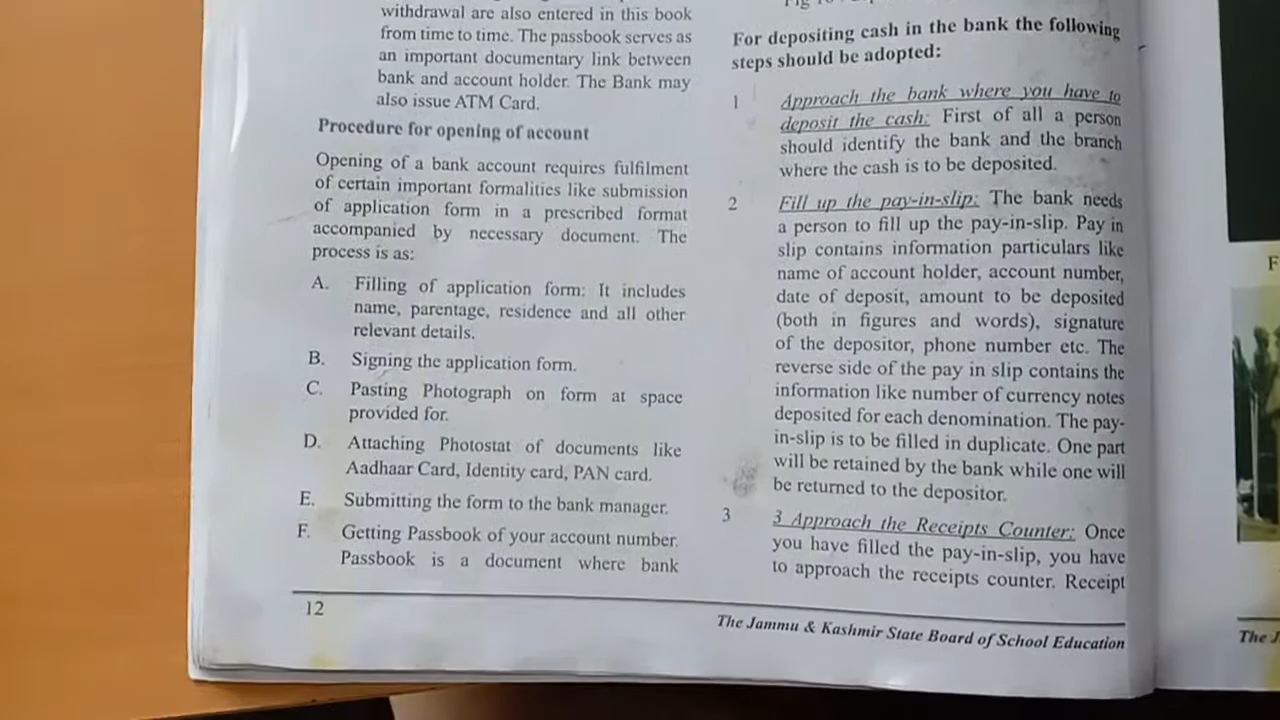 withdrawal are also entered in this book
from time to time. The passbook serves as
an important documentary link between
bank and account holder. The Bank may
also issue ATM Card.
Procedure for opening of account
Opening of a bank account requires fulfilment
of certain important formalities like submission
of application form in a prescribed format
accompanied by necessary document. The
process is as:
A. Filling of application form: It includes
name, parentage, residence and all other
relevant details.
B. Signing the application form.
C. Pasting Photograph on form at space
provided for.
D. Attaching Photostat of documents like
Aadhaar Card, Identity card, PAN card.
E. Submitting the form to the bank manager.
F. Getting Passbook of your account number.
Passbook is a document where bank
For depositing cash in the bank the following
steps should be adopted:
1 Approach the bank where you have to
deposit the cash: First of all a person
should identify the bank and the branch
where the cash is to be deposited.
2 Fill up the pay-in-slip: The bank needs
a person to fill up the pay-in-slip. Pay in
slip contains information particulars like
name of account holder, account number,
date of deposit, amount to be deposited
(both in figures and words), signature
of the depositor, phone number etc. The
reverse side of the pay in slip contains the
information like number of currency notes
deposited for each denomination. The pay-
in-slip is to be filled in duplicate. One part
will be retained by the bank while one will
be returned to the depositor.
3 3 Approach the Receipts Counter: Once
you have filled the pay-in-slip, you have
to approach the receipts counter. Receipt
12
The Jammu & Kashmir State Board of School Education
F
The J